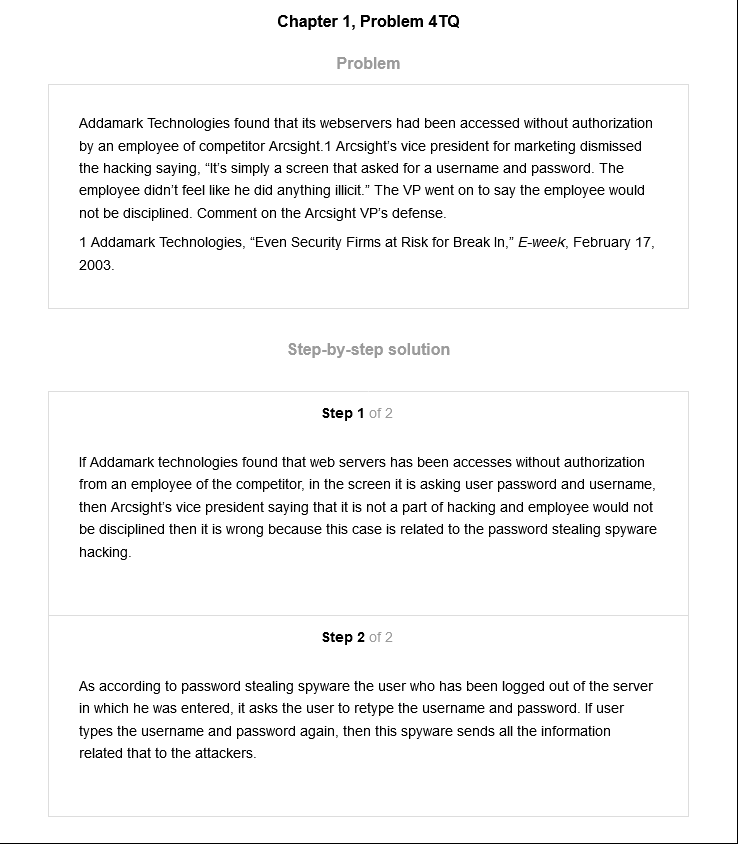 Chapter 1, Problem 4TQ
Problem
Addamark Technologies found that its webservers had been accessed without authorization
by an employee of competitor Arcsight.1 Arcsight's vice president for marketing dismissed
the hacking saying, “It's simply a screen that asked for a username and password. The
employee didn't feel like he did anything illicit.” The VP went on to say the employee would
not be disciplined. Comment on the Arcsight VP's defense.
1 Addamark Technologies, “Even Security Firms at Risk for Break In,” E-week, February 17,
2003.
Step-by-step solution
Step 1 of 2
If Addamark technologies found that web servers has been accesses without authorization
from an employee of the competitor, in the screen it is asking user password and username,
then Arcsight's vice president saying that it is not a part of hacking and employee would not
be disciplined then it is wrong because this case is related to the password stealing spyware
hacking.
Step 2 of 2
As according to password stealing spyware the user who has been logged out of the server
in which he was entered, it asks the user to retype the username and password. If user
types the username and password again, then this spyware sends all the information
related that to the attackers.